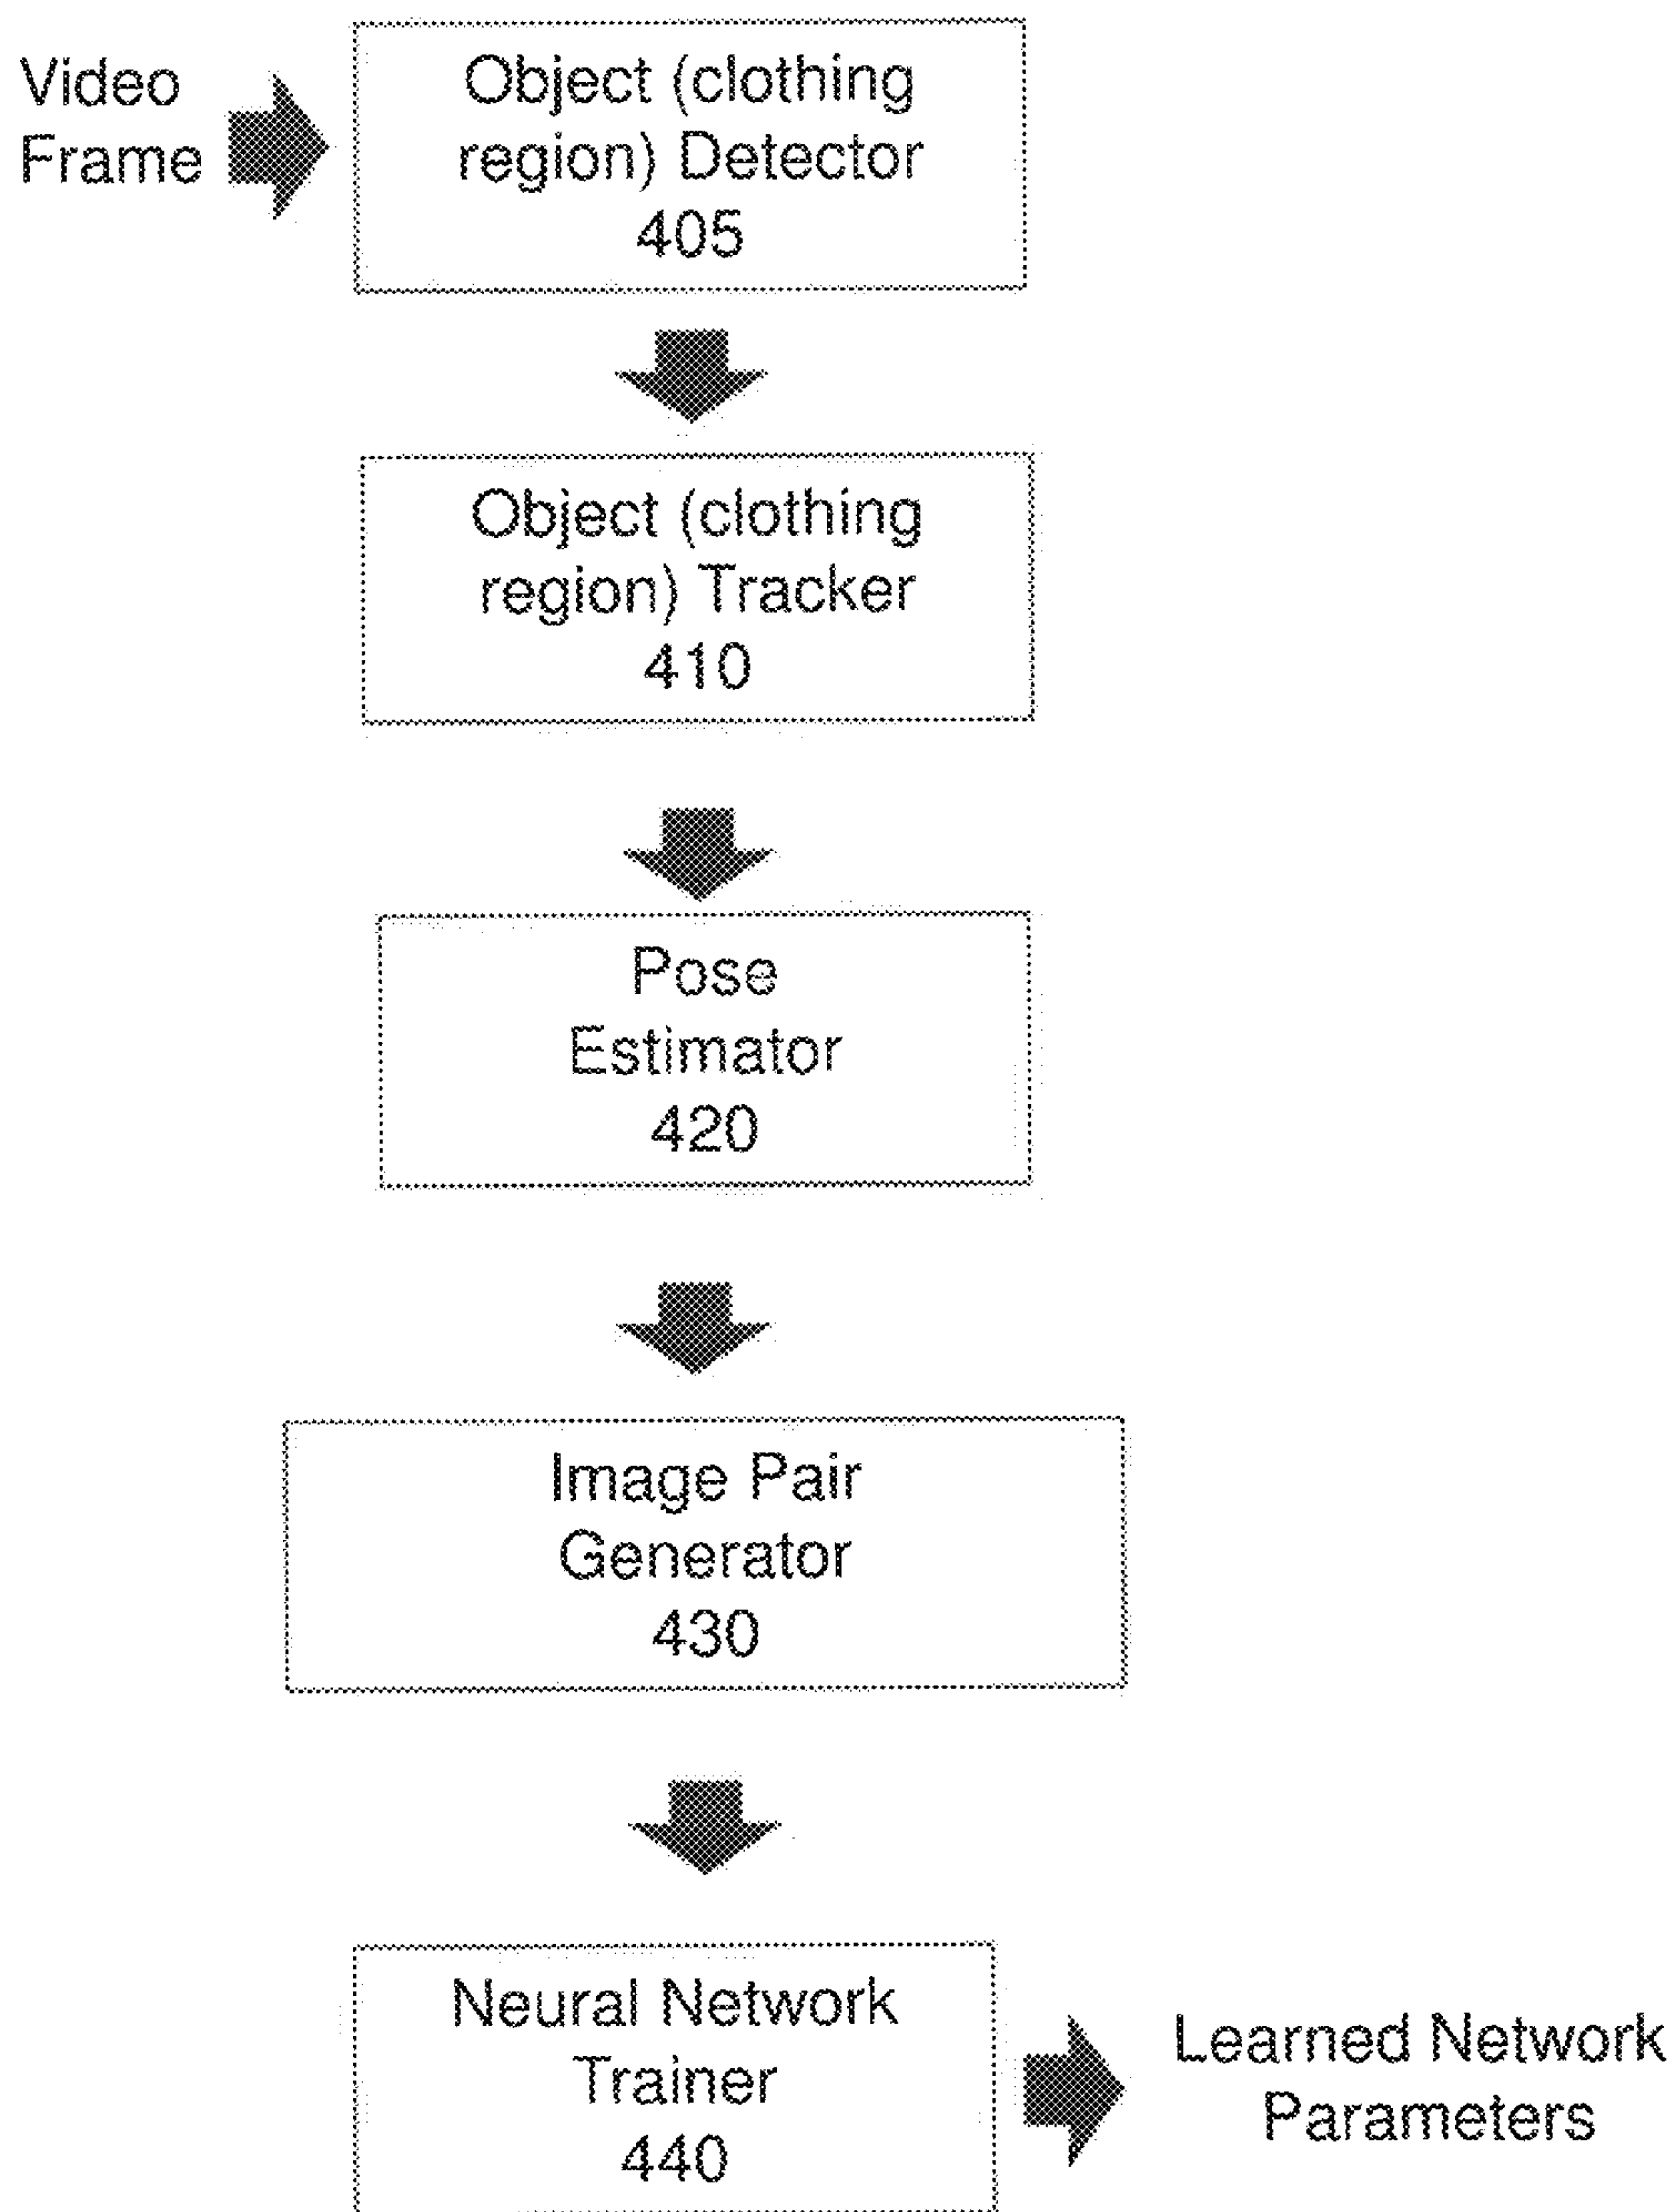 Video
Frame
Object (clothing
region) Detector
405
Object (clothing
region) Tracker
410
Pose
Estimator
420
Image Pair
Generator
430
Neural Network
Trainer
440
Learned Network
Parameters